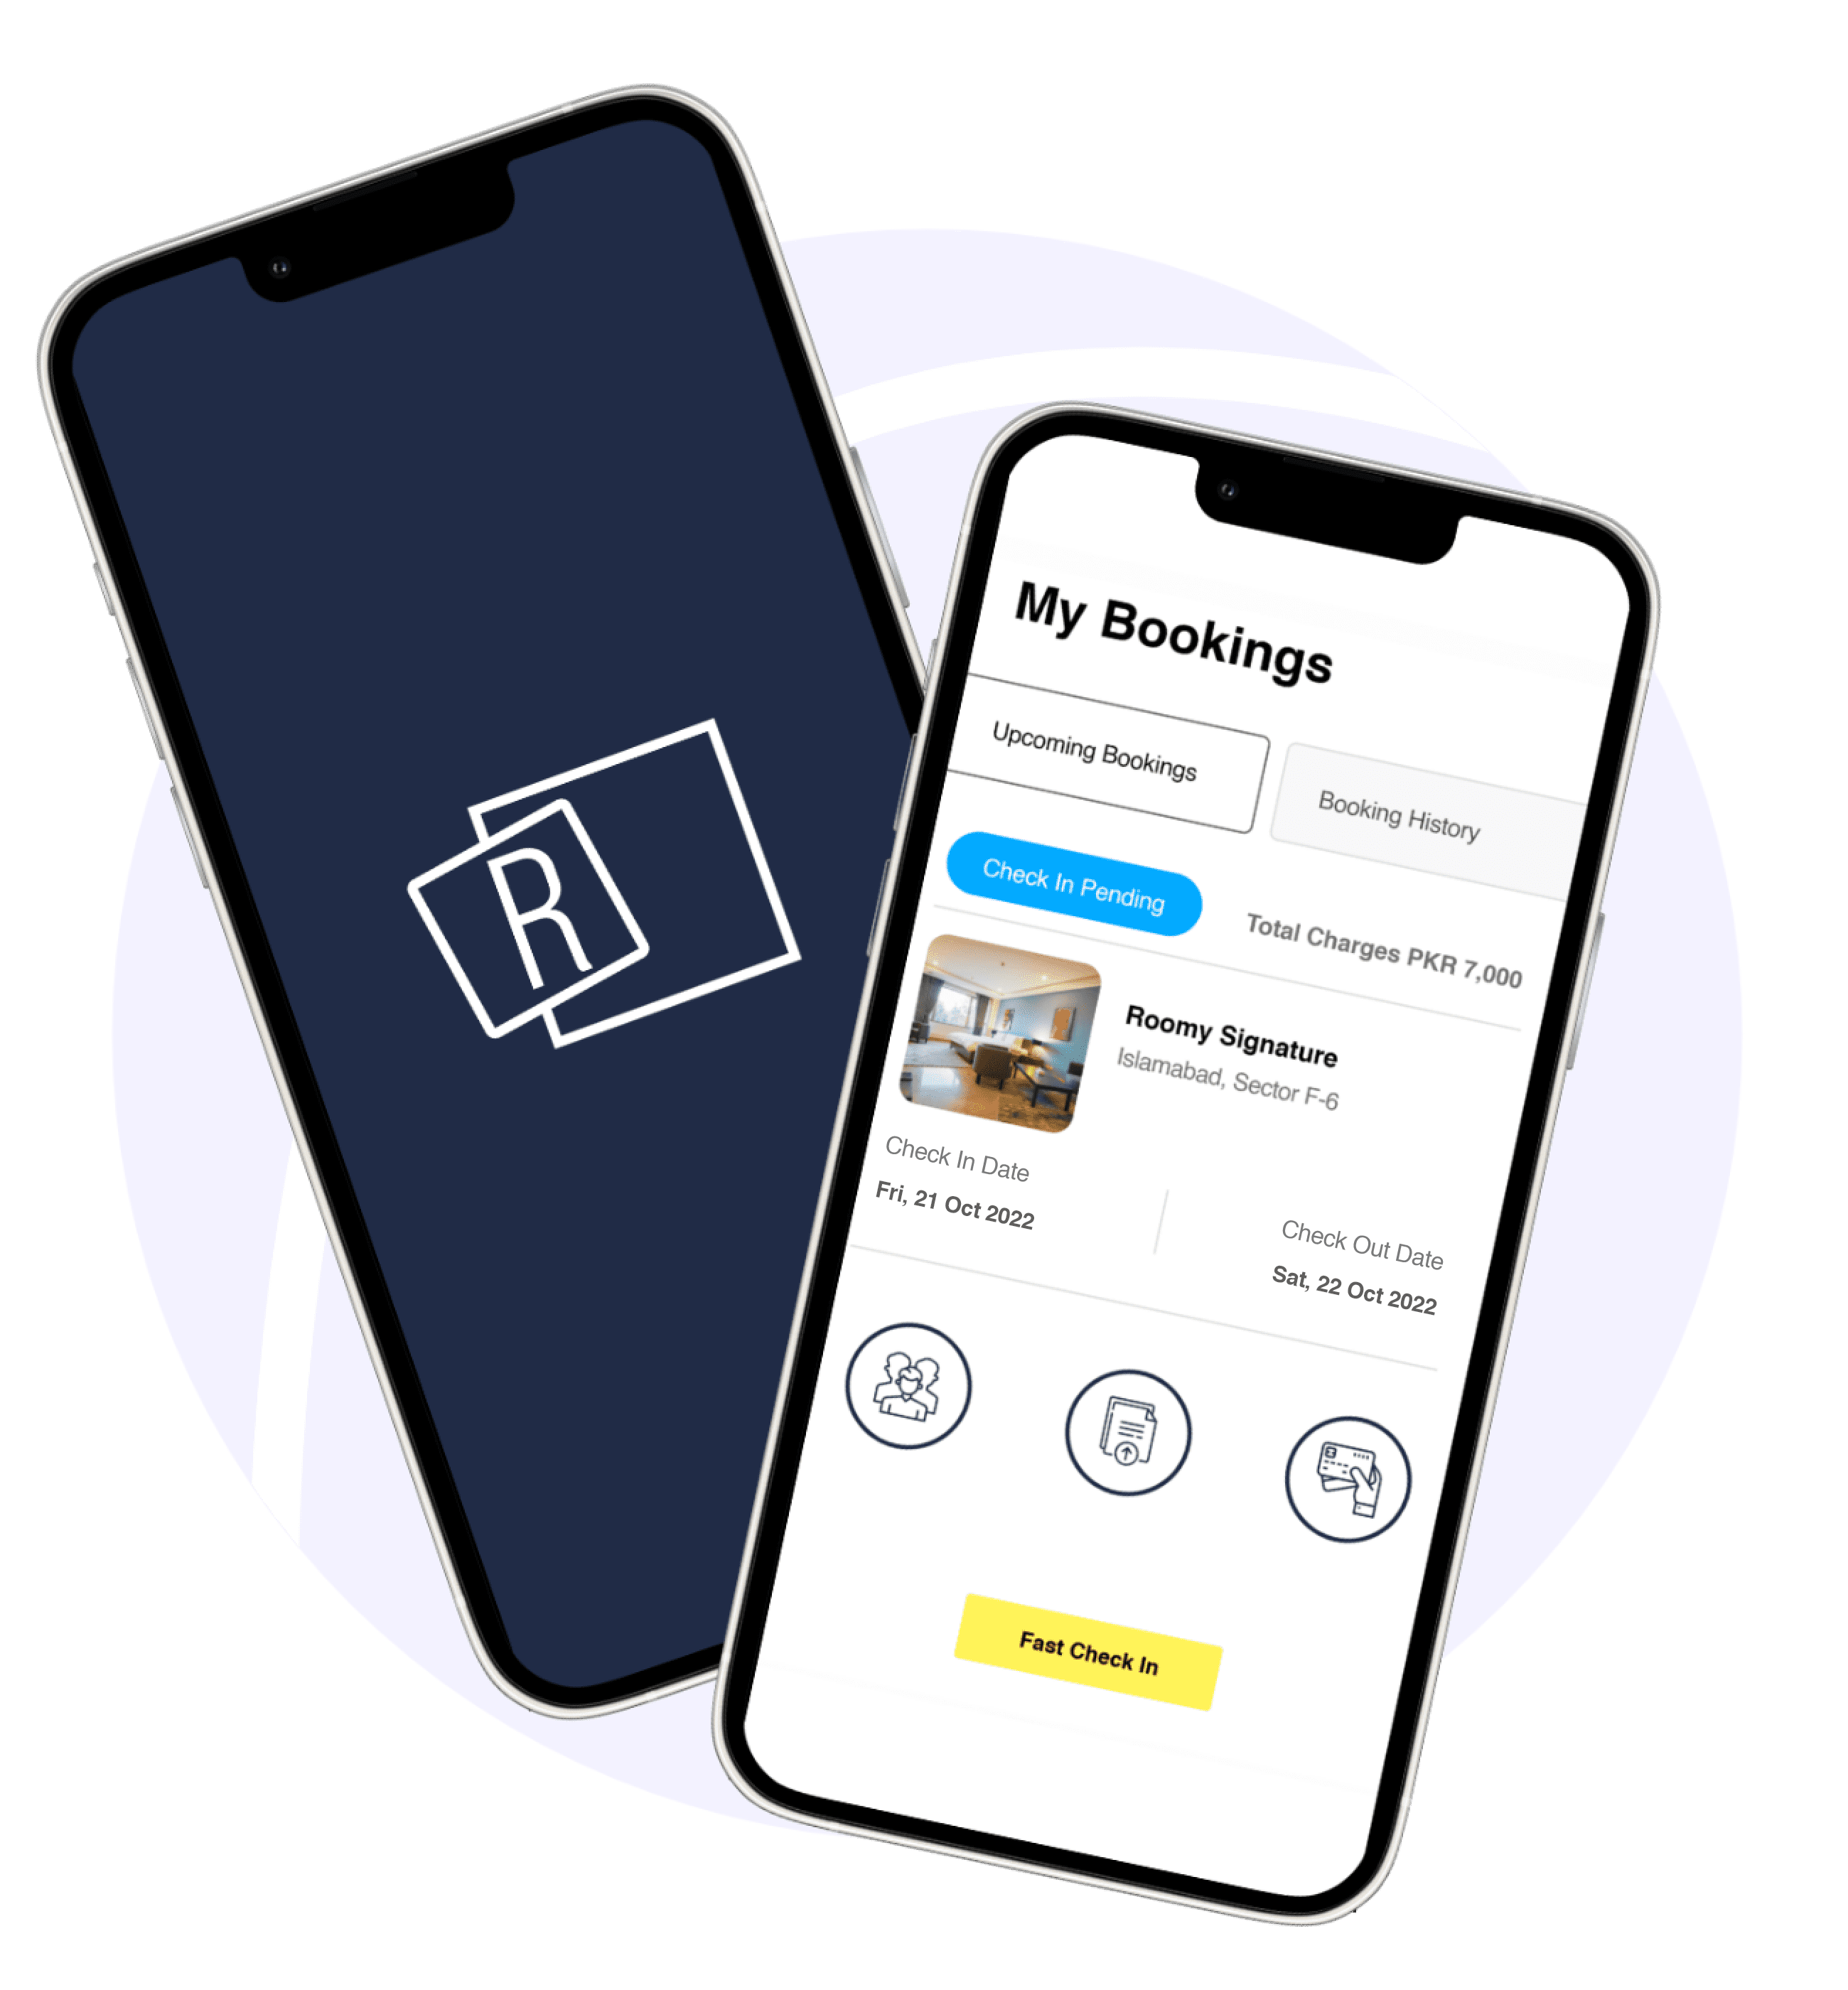 R
My Bookings
Upcoming Bookings
Booking History
Check In Pending
Total Charges PKR 7,000
Roomy Signature
Islamabad, Sector F-6
Check In Date
Fri, 21 Oct 2022
Check Out Date
Sat, 22 Oct 2022
Fast Check In